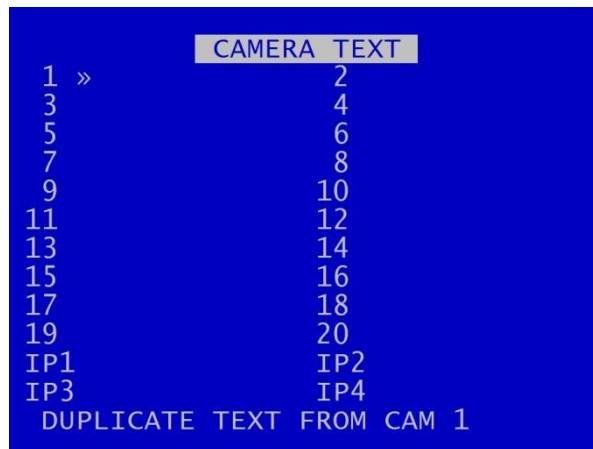 CAMERA TEXT
1 » 2
3 4
5 6
7 8
9 10
11 12
13 14
15 16
17 18
19 20
IP1 IP2
IP3 IP4
DUPLICATE TEXT FROM CAM 1